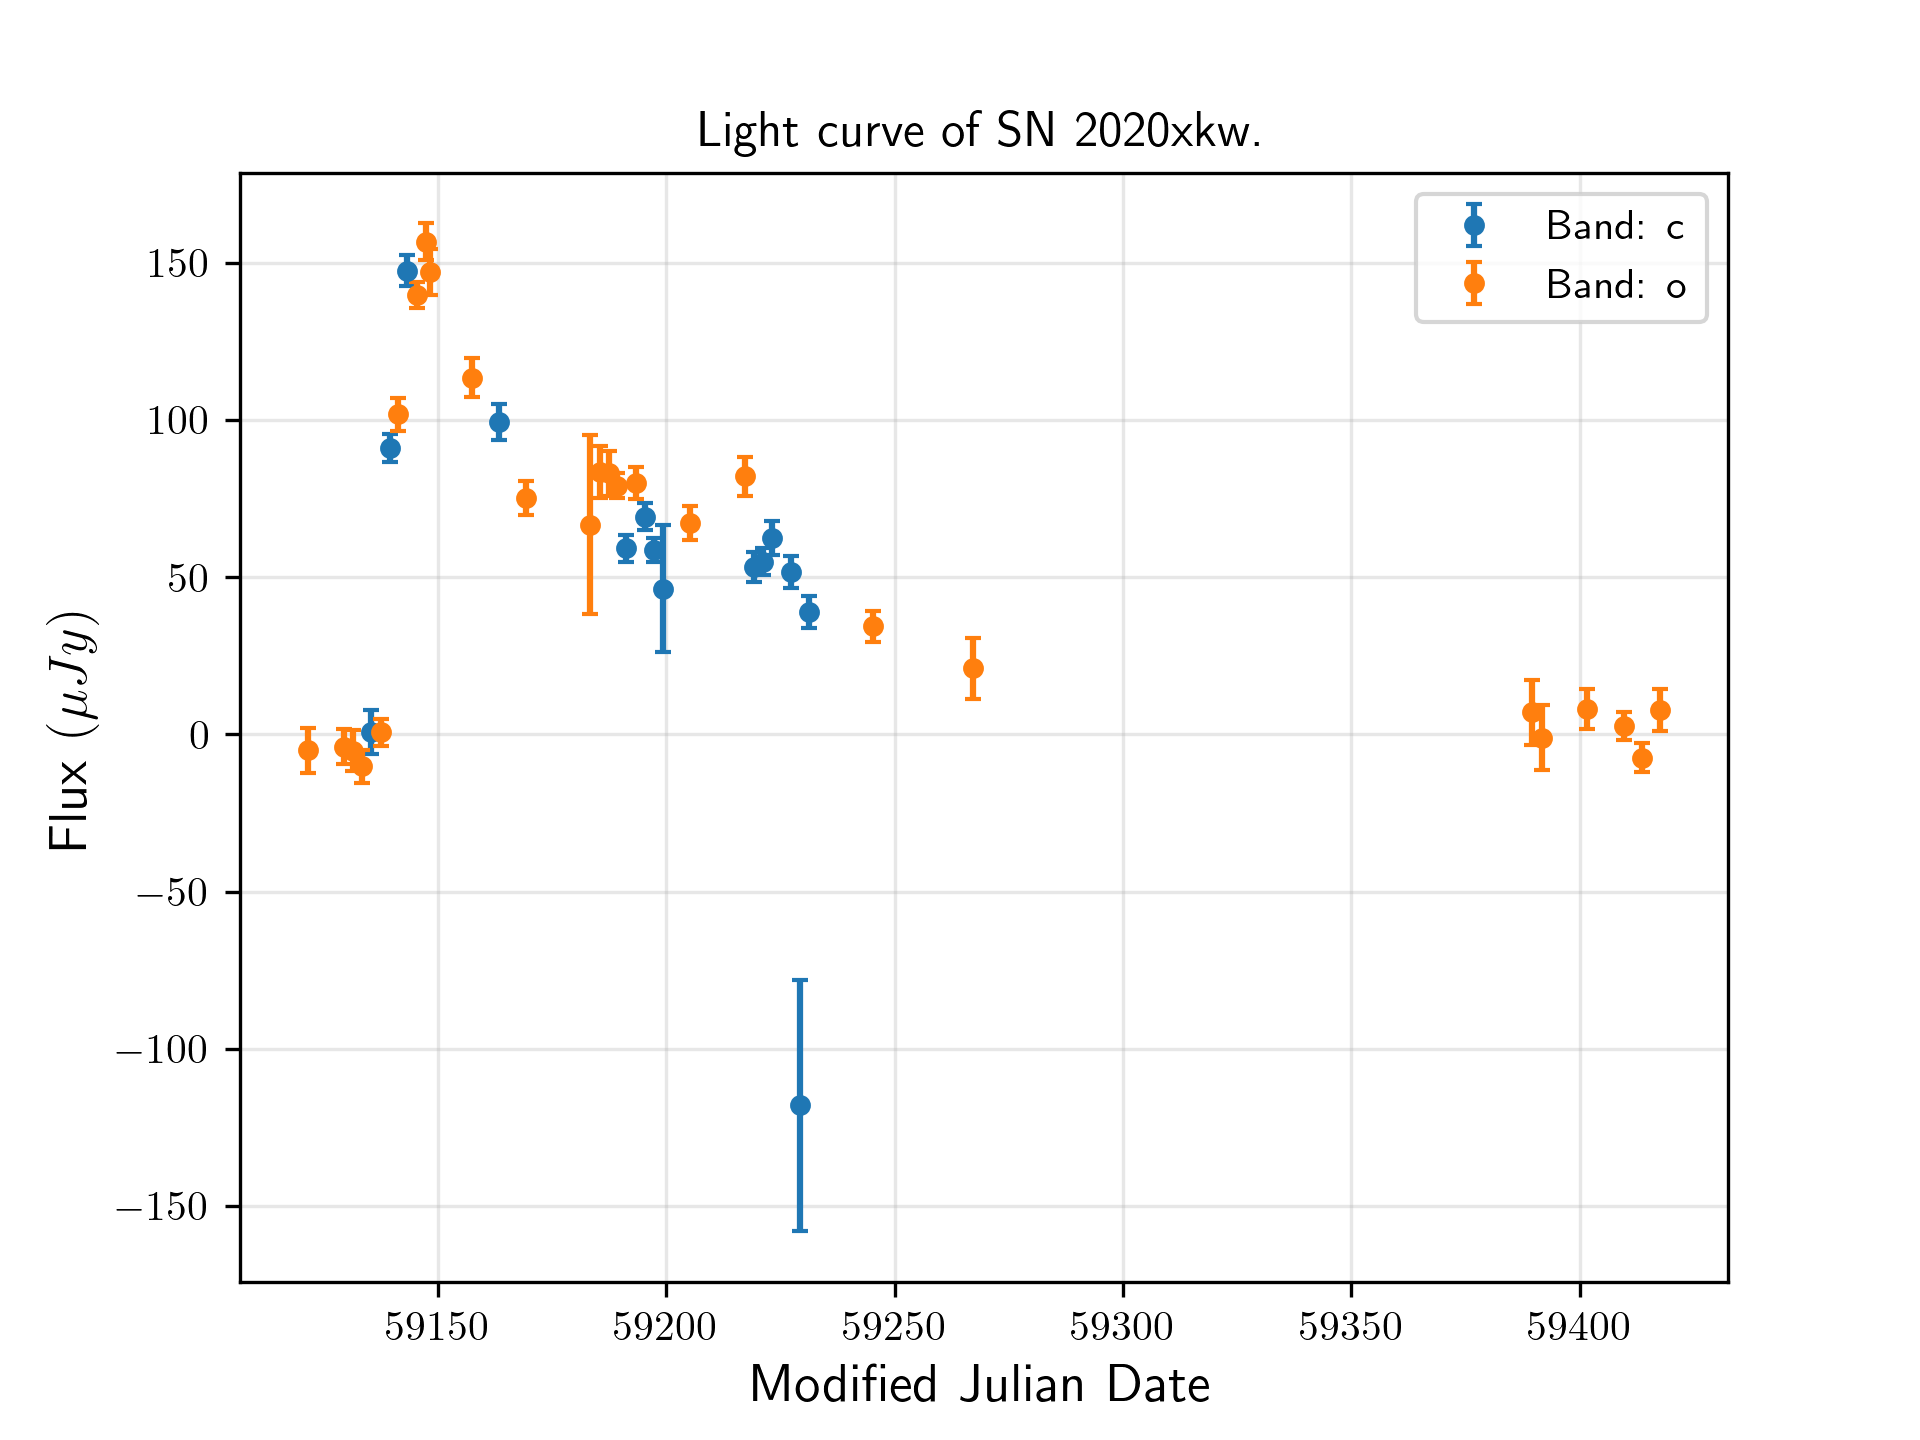 Light curve of SN 2020xkw.
Band: c
Band: o
150
100
50
0
−50
−100
−150
Flux (μJy)
59150 59200 59250 59300 59350 59400
Modified Julian Date